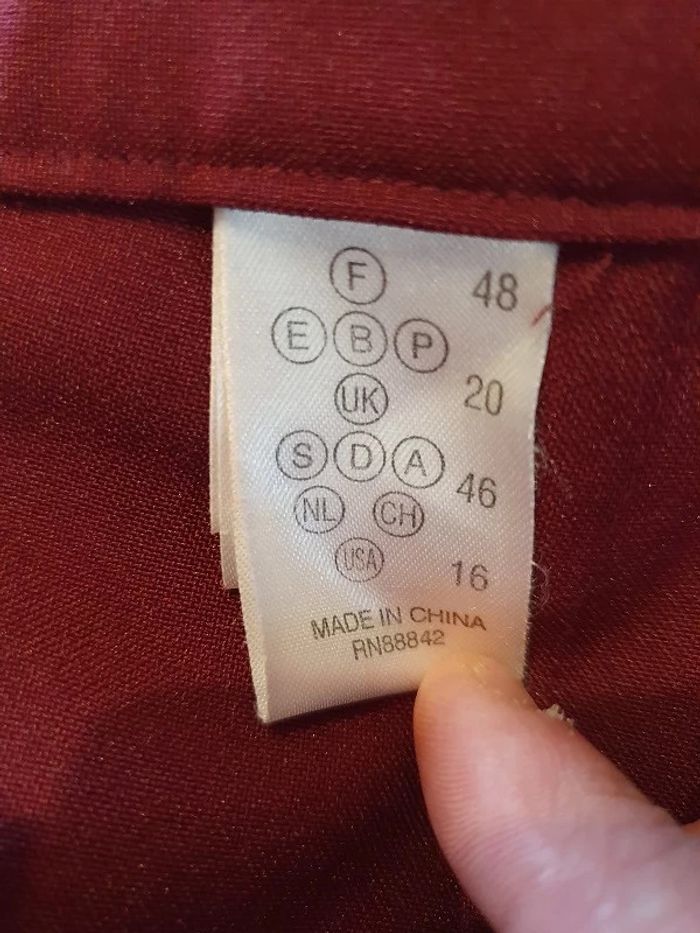 F 48
E B P
UK 20
S D A 46
NL CH
USA 16
MADE IN CHINA
RN88842